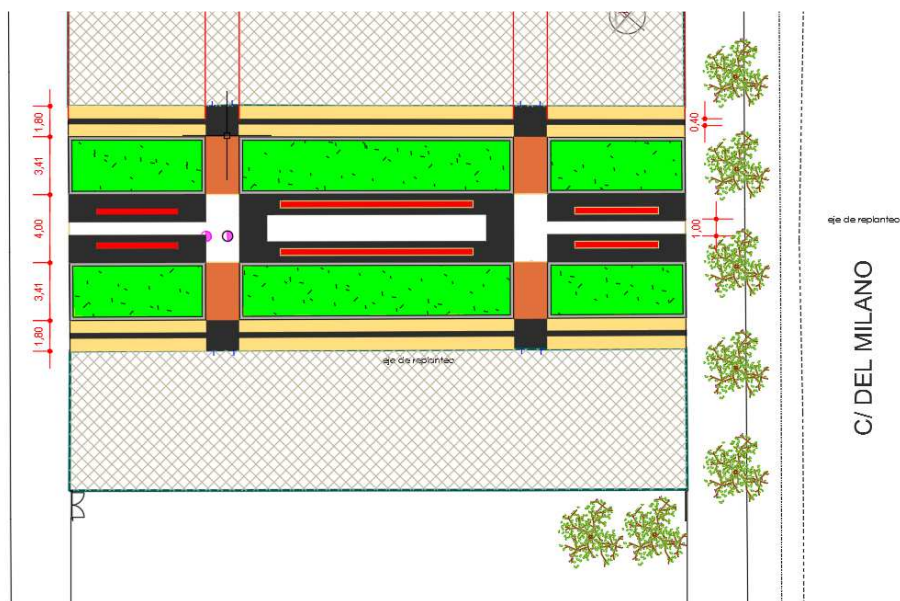 1,80
3,41
4,00
3,41
1,80
0,40
1,00
eje de replanteo
eje de replanteo
C/ DEL MILANO